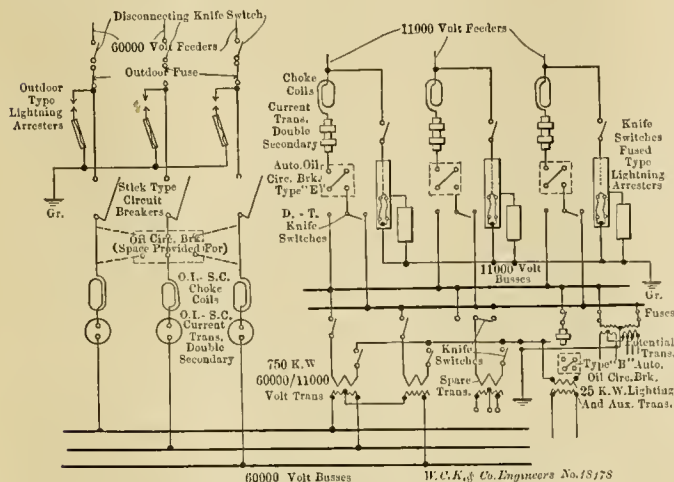 Disconnecting Knife Switch
60000 Volt Feeders
Outdoor Fuse
Outdoor
Type
Lightning
Arresters
Gr.
Stick Type
Circuit
Breakers
Oil Circ. Brk.
(Space Provided For)
O.I.-S.C.
Choke
Coils
O.I.-S.C.
Current
Trans.
Double
Secondary
11000 Volt Feeders
Choke
Coils
Current
Trans.
Double
Secondary
Auto. Oil
Circ. Brk.
Type "E"
D. - T.
Knife
Switches
Knife
Switches
Fused
Type
Lightning
Arresters
11000 Volt
Busses
Gr.
Fuses
Potential
Trans.
750 K.W
60000/11000
Volt Trans
Knife
Switches
Spare
Trans.
Type "B" Auto.
Oil Circ. Brk.
25 K.W. Lighting
And Aux. Trans.
60000 Volt Busses
W.C.K. & Co. Engineers No. 18178